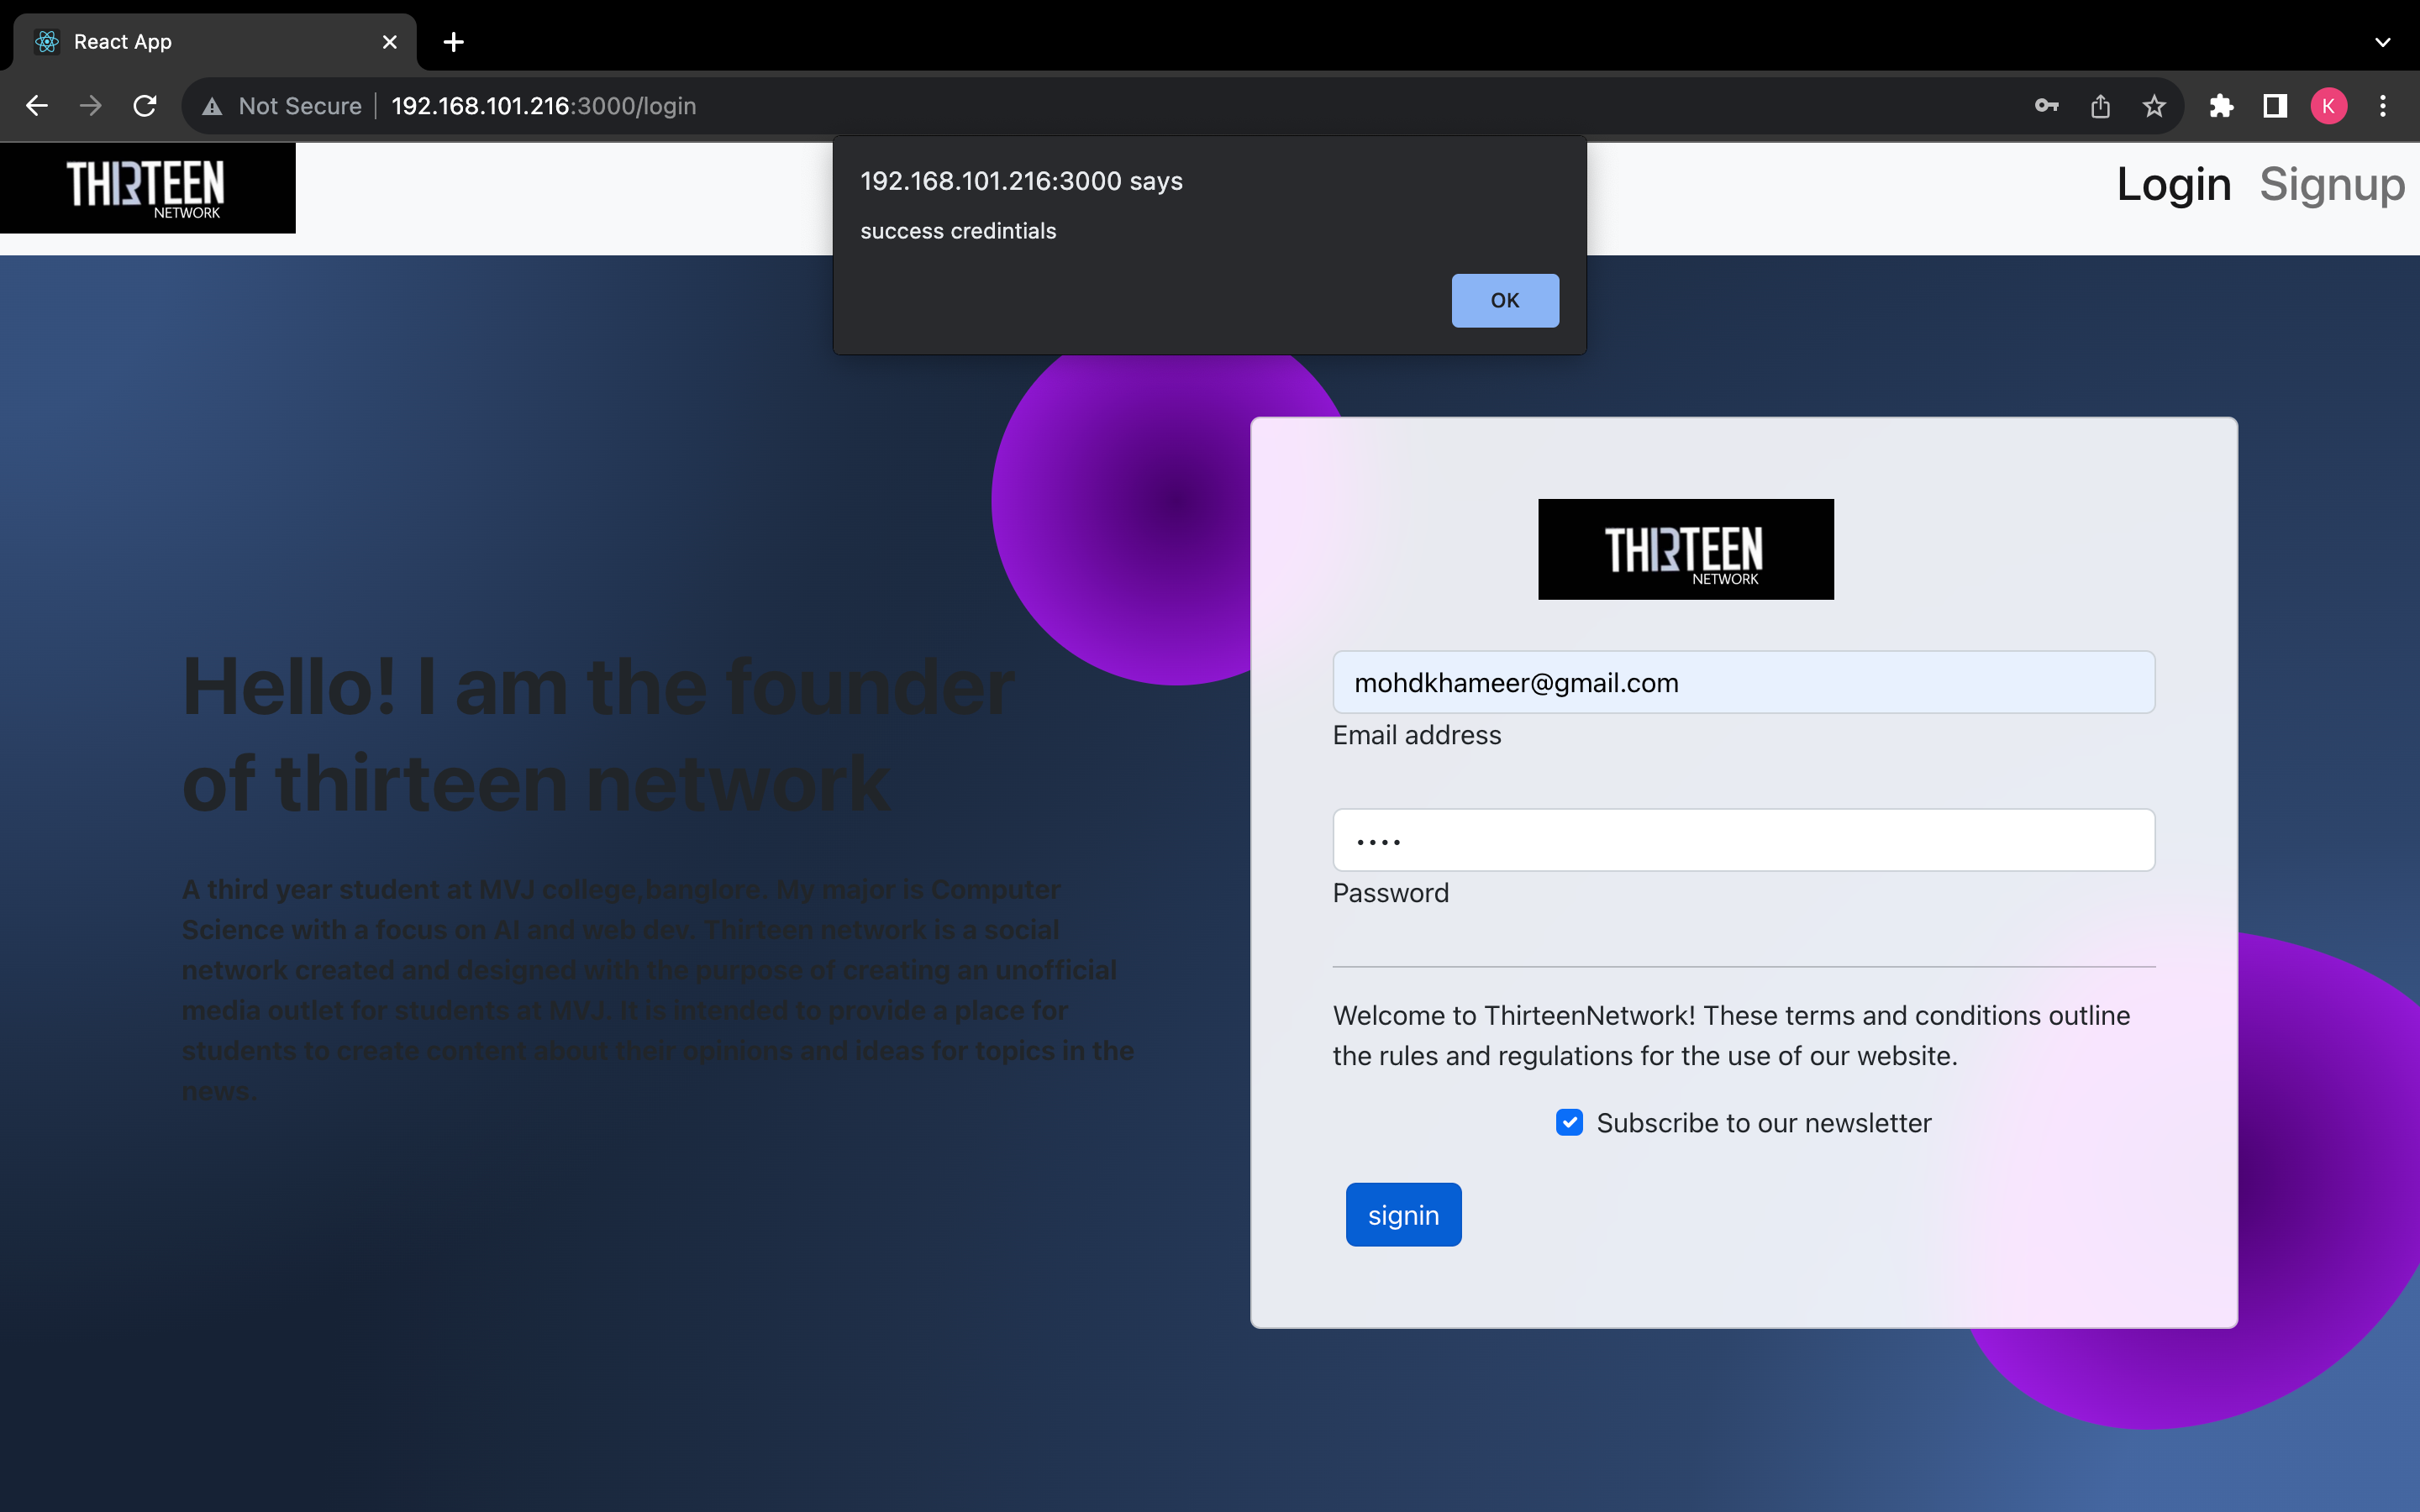 React App
Not Secure
192.168.101.216:3000/login
K
THIRTEEN
NETWORK
Login Signup
192.168.101.216:3000 says
success credintials
OK
Hello! I am the founder
of thirteen network
A third year student at MVJ college,banglore. My major is Computer
Science with a focus on AI and web dev. Thirteen network is a social
network created and designed with the purpose of creating an unofficial
media outlet for students at MVJ. It is intended to provide a place for
students to create content about their opinions and ideas for topics in the
news.
THIRTEEN
NETWORK
mohdkhameer@gmail.com
Email address
••••
Password
Welcome to ThirteenNetwork! These terms and conditions outline
the rules and regulations for the use of our website.
Subscribe to our newsletter
signin